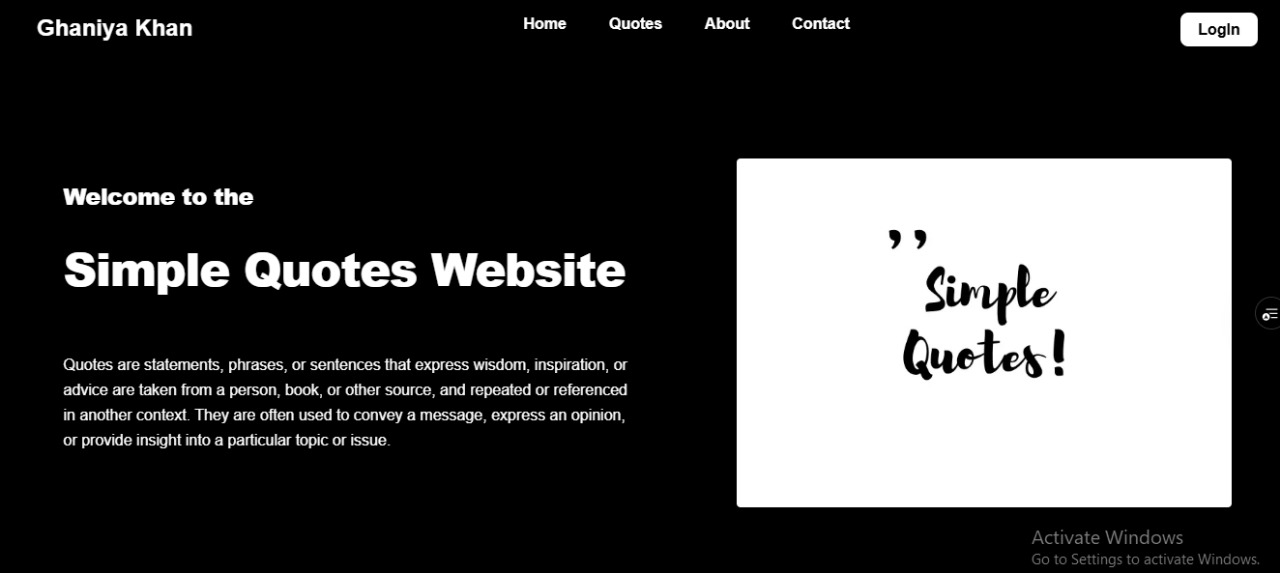 Ghaniya Khan
Home
Quotes
About
Contact
LogIn
Welcome to the
Simple Quotes Website
Quotes are statements, phrases, or sentences that express wisdom, inspiration, or
advice are taken from a person, book, or other source, and repeated or referenced
in another context. They are often used to convey a message, express an opinion,
or provide insight into a particular topic or issue.
,,
Simple
Quotes!
Activate Windows
Go to Settings to activate Windows.